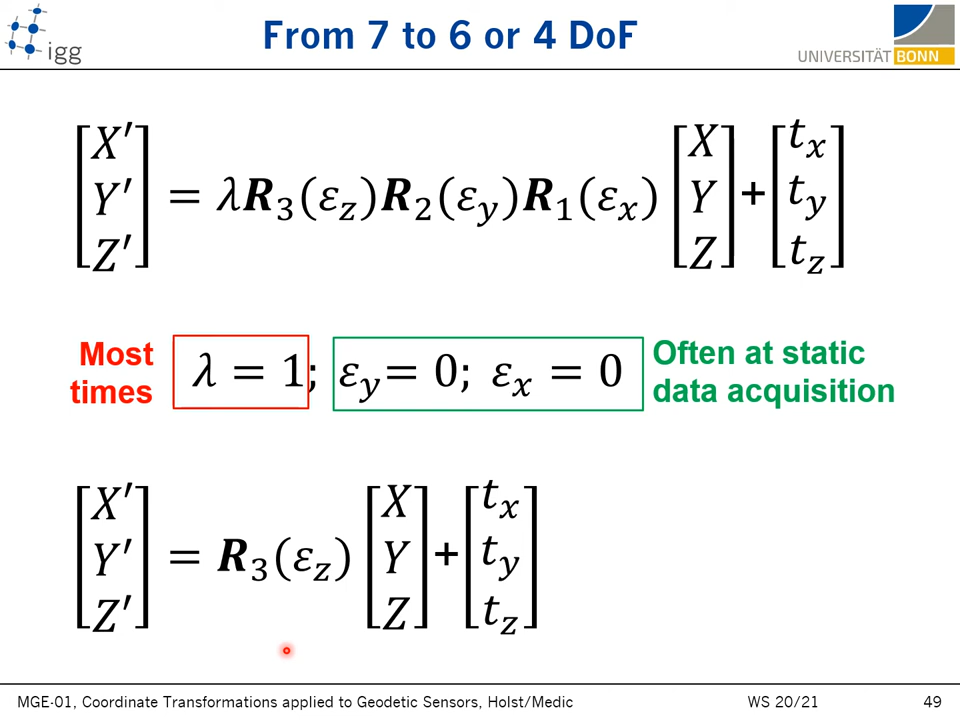 From 7 to 6 or 4 DoF
igg
UNIVERSITÄT BONN
[X′ Y′ Z′] = λR₃(ε_z)R₂(ε_y)R₁(ε_x) [X Y Z] + [t_x t_y t_z]
Most
times
λ = 1; ε_y = 0; ε_x = 0
Often at static
data acquisition
[X′ Y′ Z′] = R₃(ε_z) [X Y Z] + [t_x t_y t_z]
MGE-01, Coordinate Transformations applied to Geodetic Sensors, Holst/Medic WS 20/21 49